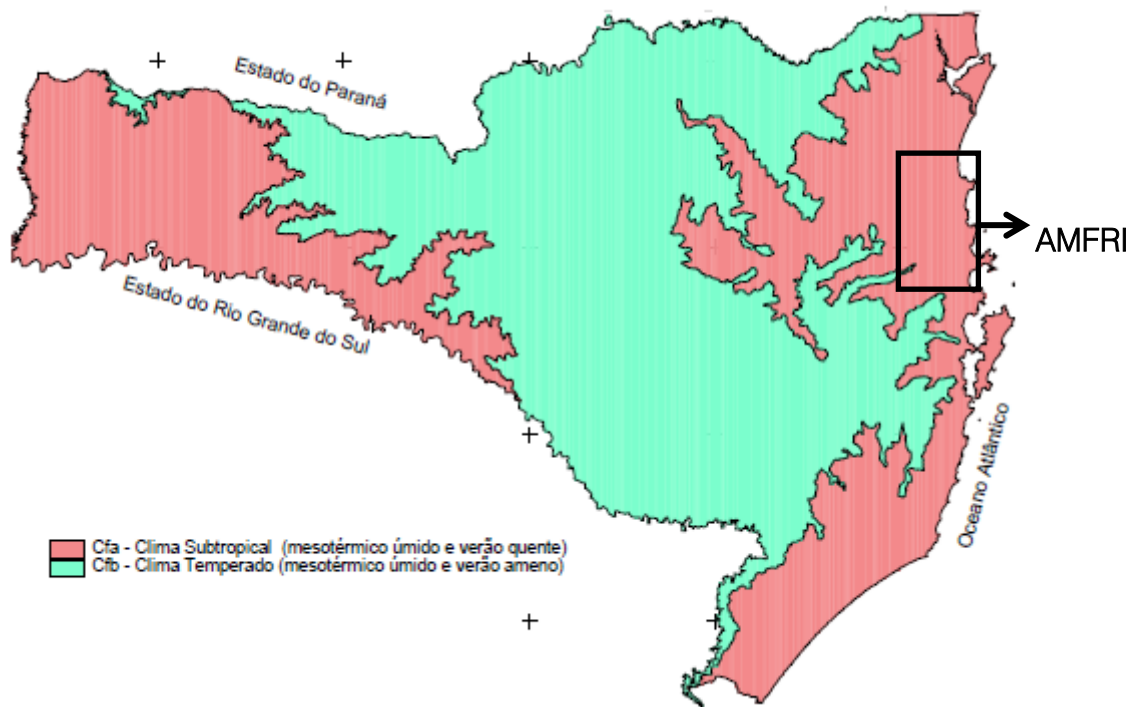 Estado do Paraná
AMFRI
Estado do Rio Grande do Sul
Oceano Atlântico
Cfa - Clima Subtropical (mesotérmico úmido e verão quente)
Cfb - Clima Temperado (mesotérmico úmido e verão ameno)